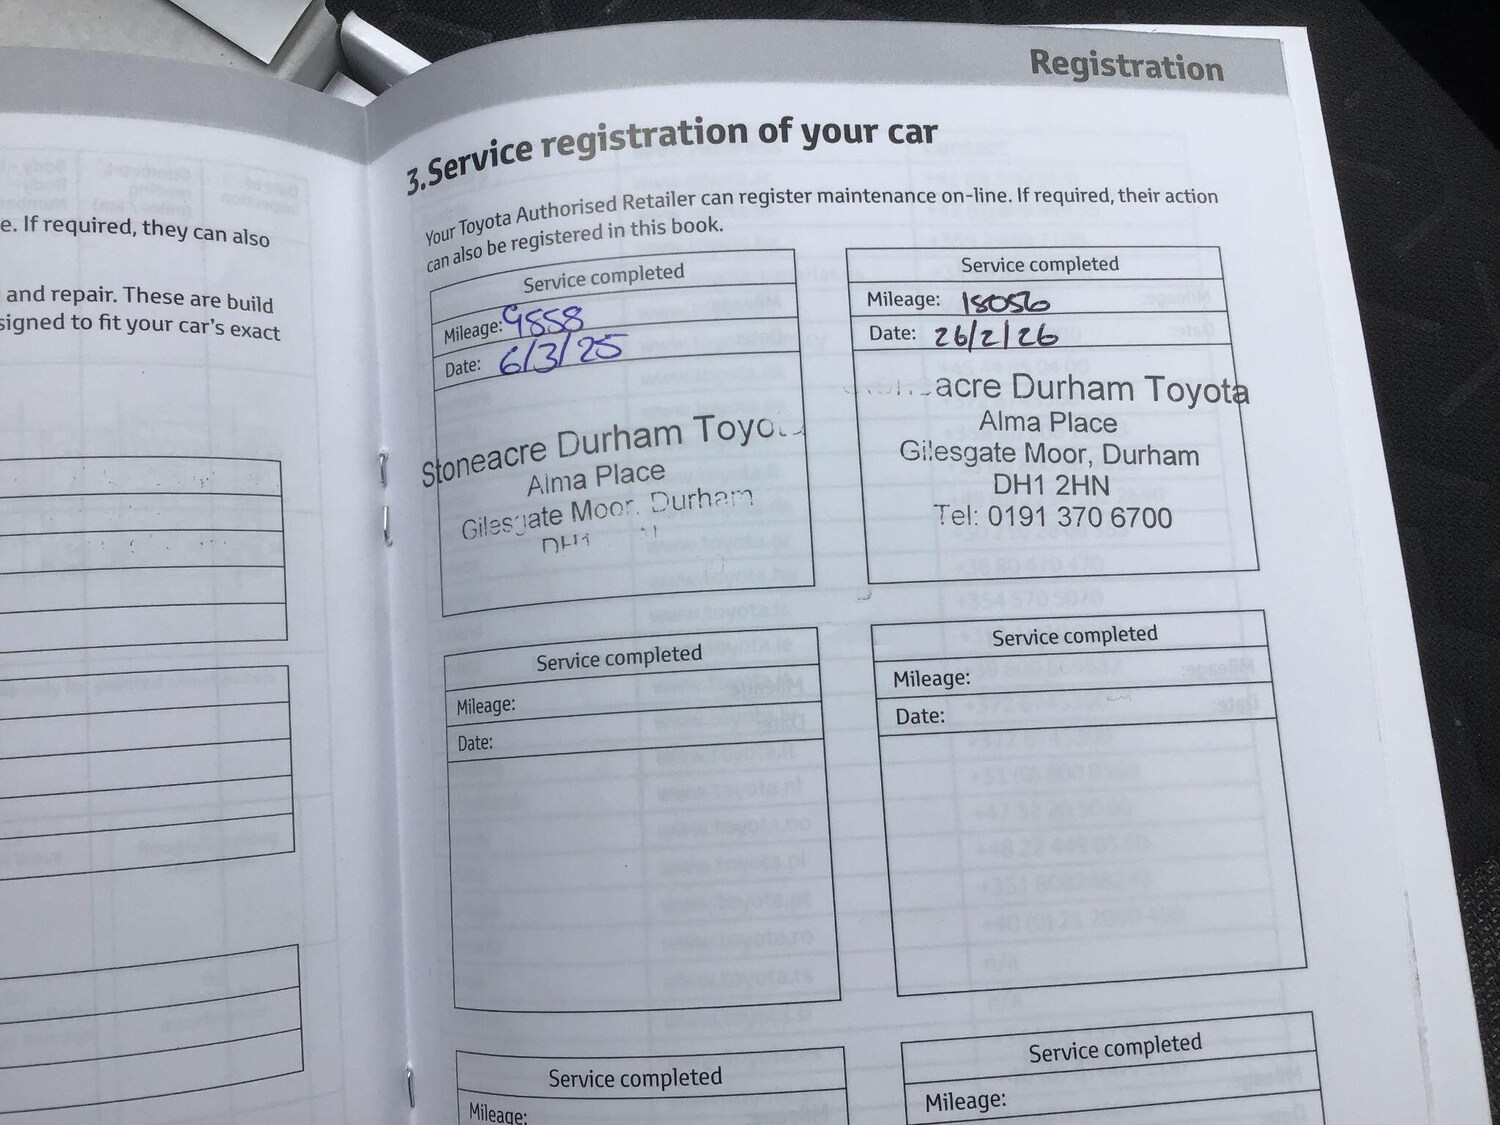 Registration
3.Service registration of your car
Your Toyota Authorised Retailer can register maintenance on-line. If required, their action
can also be registered in this book.
e. If required, they can also
and repair. These are build
signed to fit your car's exact
Service completed
Mileage: 9858
Date: 6/3/25
Stoneacre Durham Toyo
Alma Place
Gilesgate Moor, Durham
DH1
Service completed
Mileage: 18056
Date: 26/2/26
acre Durham Toyota
Alma Place
Gilesgate Moor, Durham
DH1 2HN
Tel: 0191 370 6700
Service completed
Mileage:
Date:
Service completed
Mileage:
Date:
Service completed
Mileage:
Service completed
Mileage: